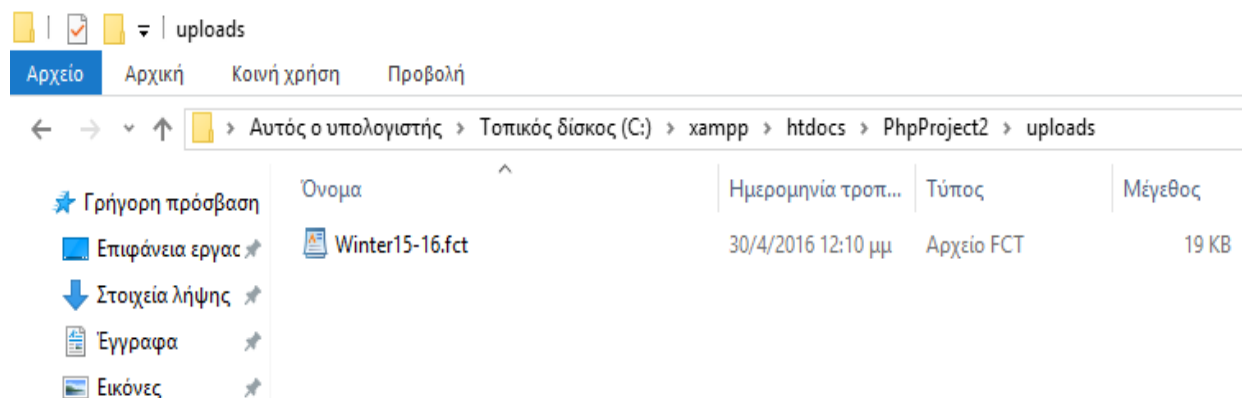 uploads
Αρχείο Αρχική Κοινή χρήση Προβολή
Αυτός ο υπολογιστής > Τοπικός δίσκος (C:) > xampp > htdocs > PhpProject2 > uploads
Όνομα Ημερομηνία τροπ... Τύπος Μέγεθος
Γρήγορη πρόσβαση
Επιφάνεια εργας Winter15-16.fct 30/4/2016 12:10 μμ Αρχείο FCT 19 KB
Στοιχεία λήψης
Έγγραφα
Εικόνες